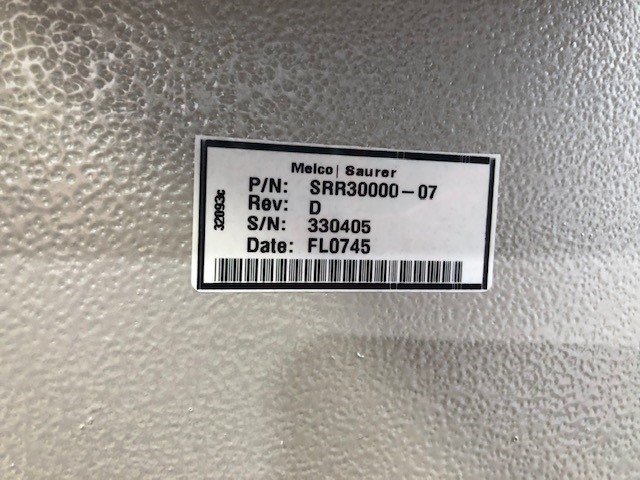 Melco | Saurer
P/N: SRR30000-07
Rev: D
S/N: 330405
Date: FL0745
32093c